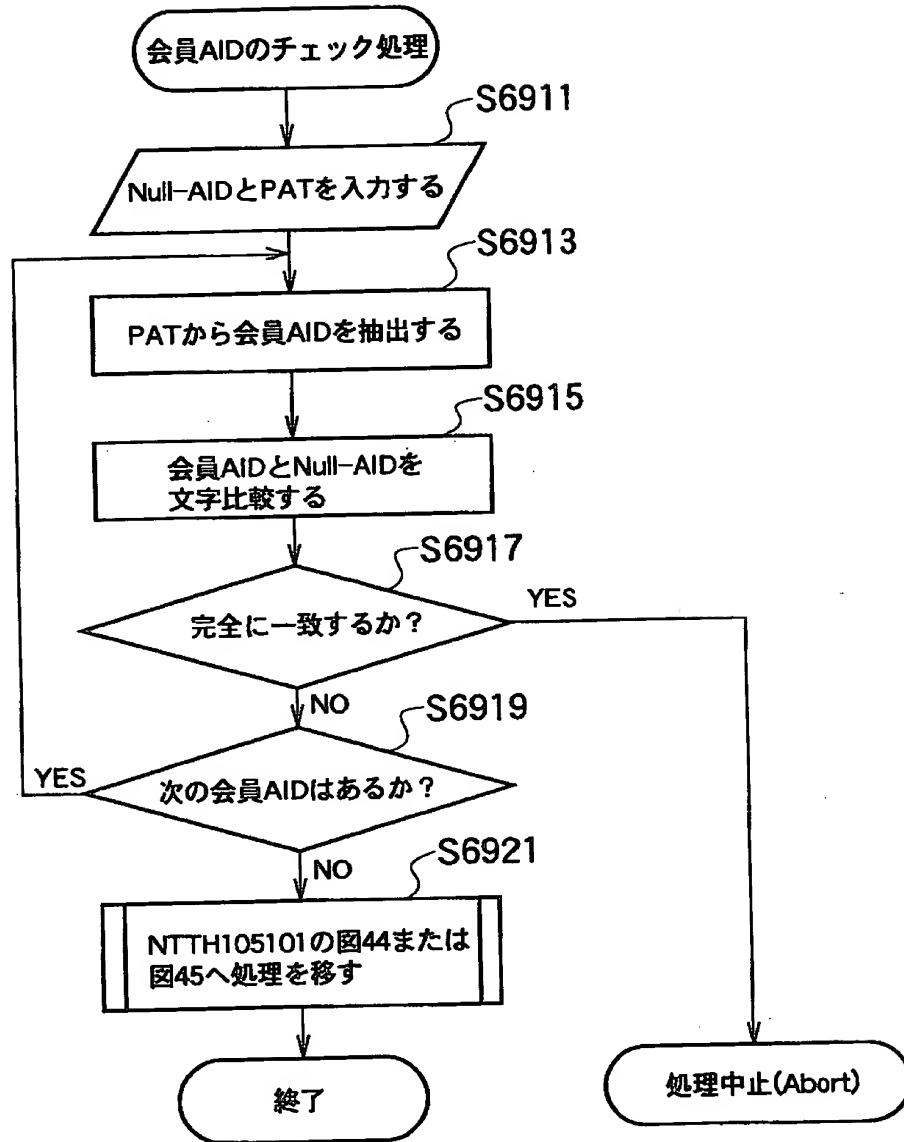 会員AIDのチェック処理
S6911
Null-AIDとPATを入力する
S6913
PATから会員AIDを抽出する
S6915
会員AIDとNull-AIDを
文字比較する
S6917
完全に一致するか?
YES
NO
S6919
次の会員AIDはあるか?
YES
NO
S6921
NTTH105101の図44または
図45へ処理を移す
終了
処理中止(Abort)